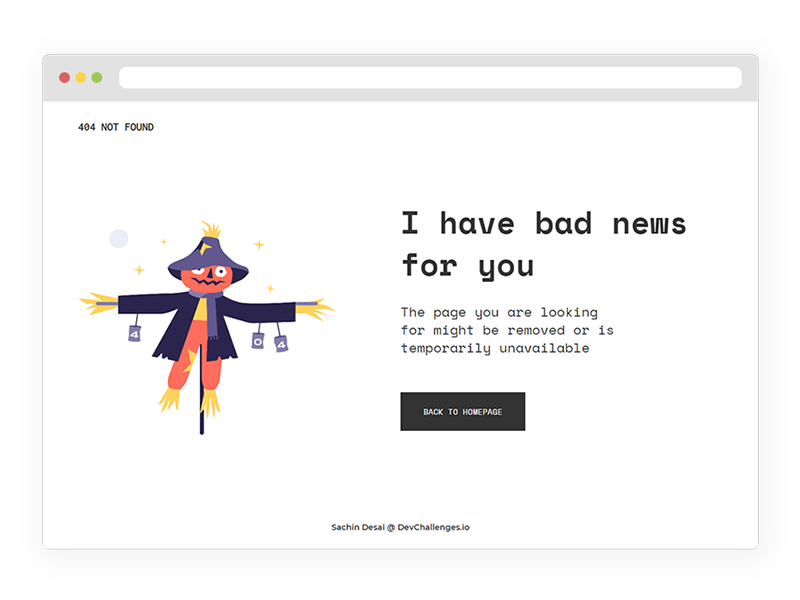 404 NOT FOUND
I have bad news
for you
The page you are looking
for might be removed or is
temporarily unavailable
4
0
4
BACK TO HOMEPAGE
Sachin Desai @ DevChallenges.io